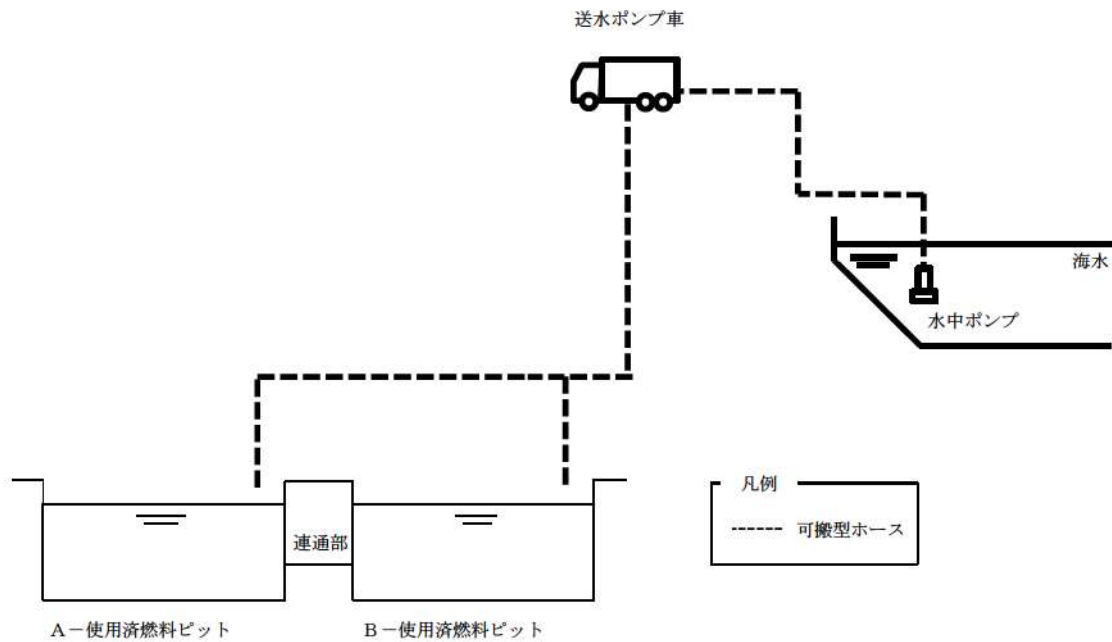 送水ポンプ車
海水
水中ポンプ
凡例
可搬型ホース
連通部
A－使用済燃料ピット
B－使用済燃料ピット